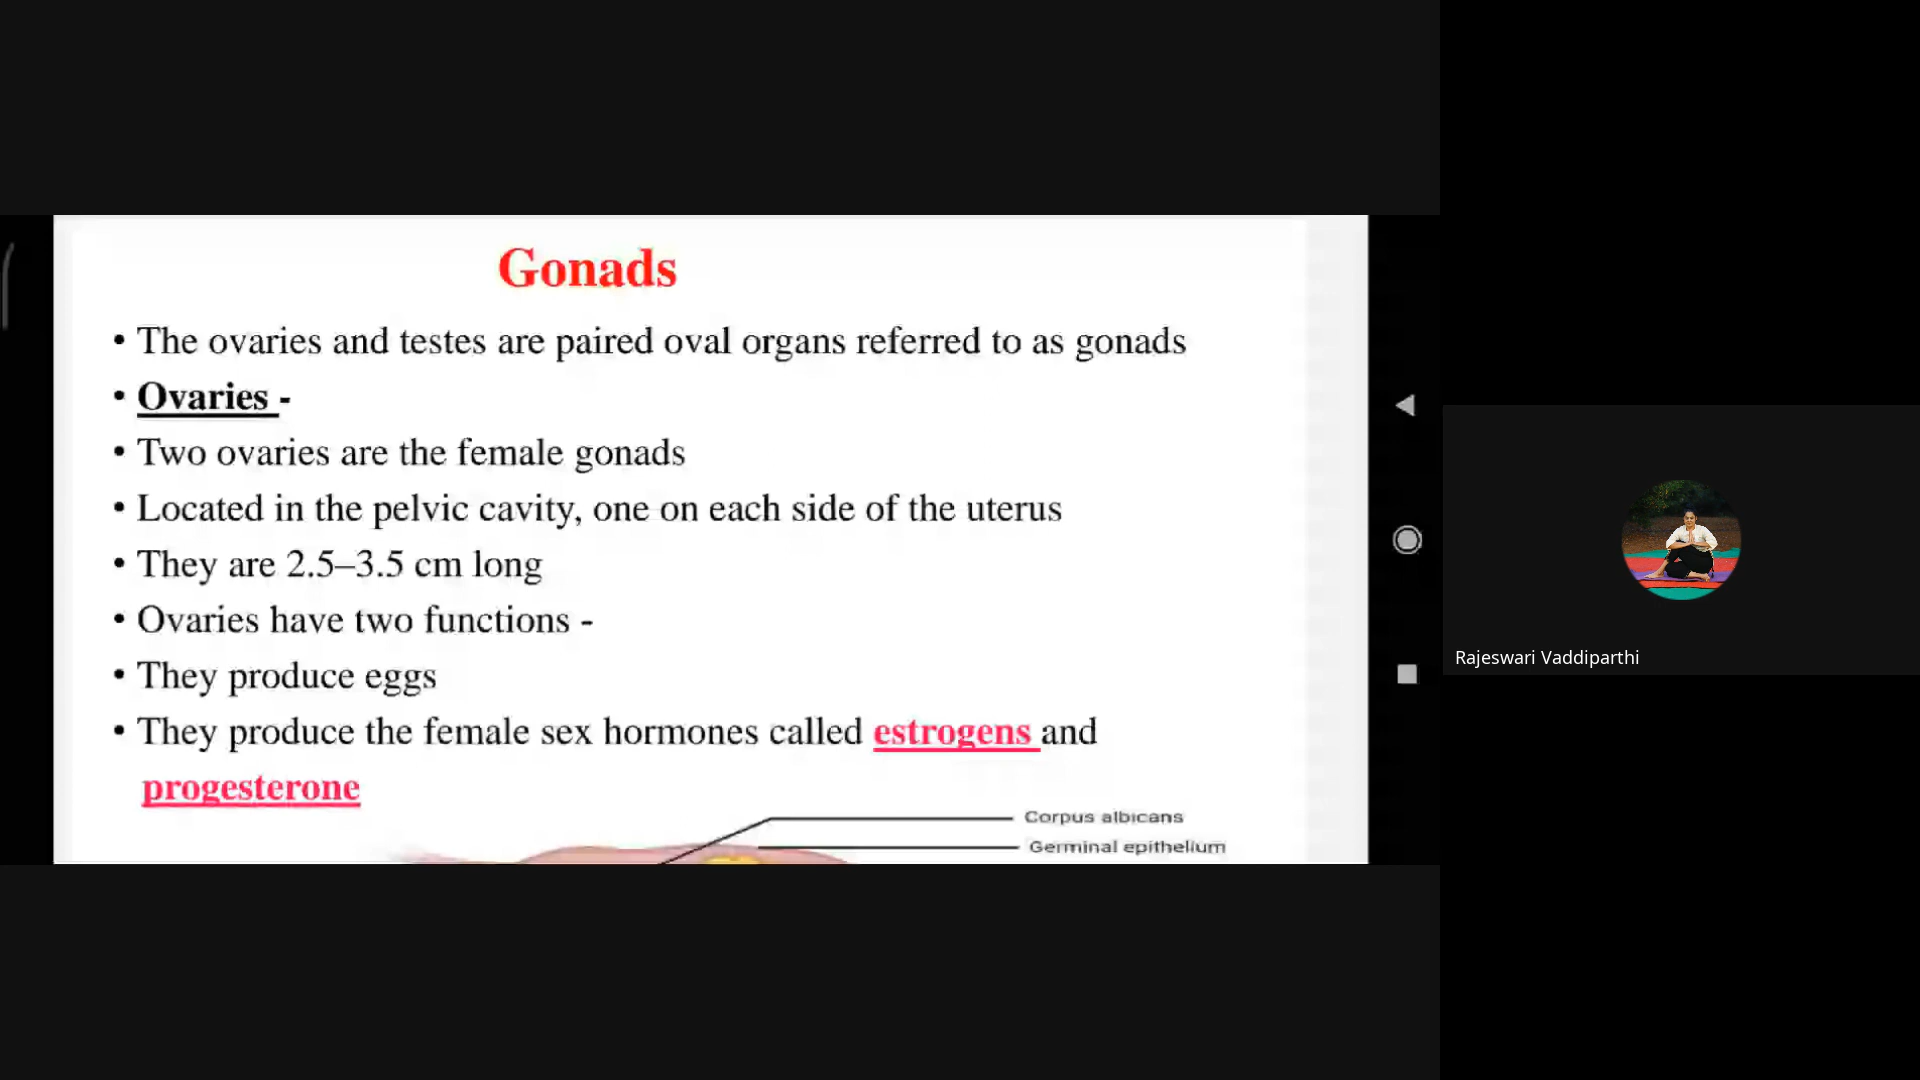 Gonads
• The ovaries and testes are paired oval organs referred to as gonads
• Ovaries -
• Two ovaries are the female gonads
• Located in the pelvic cavity, one on each side of the uterus
• They are 2.5–3.5 cm long
• Ovaries have two functions -
• They produce eggs
• They produce the female sex hormones called estrogens and
progesterone
Corpus albicans
Germinal epithelium
Rajeswari Vaddiparthi